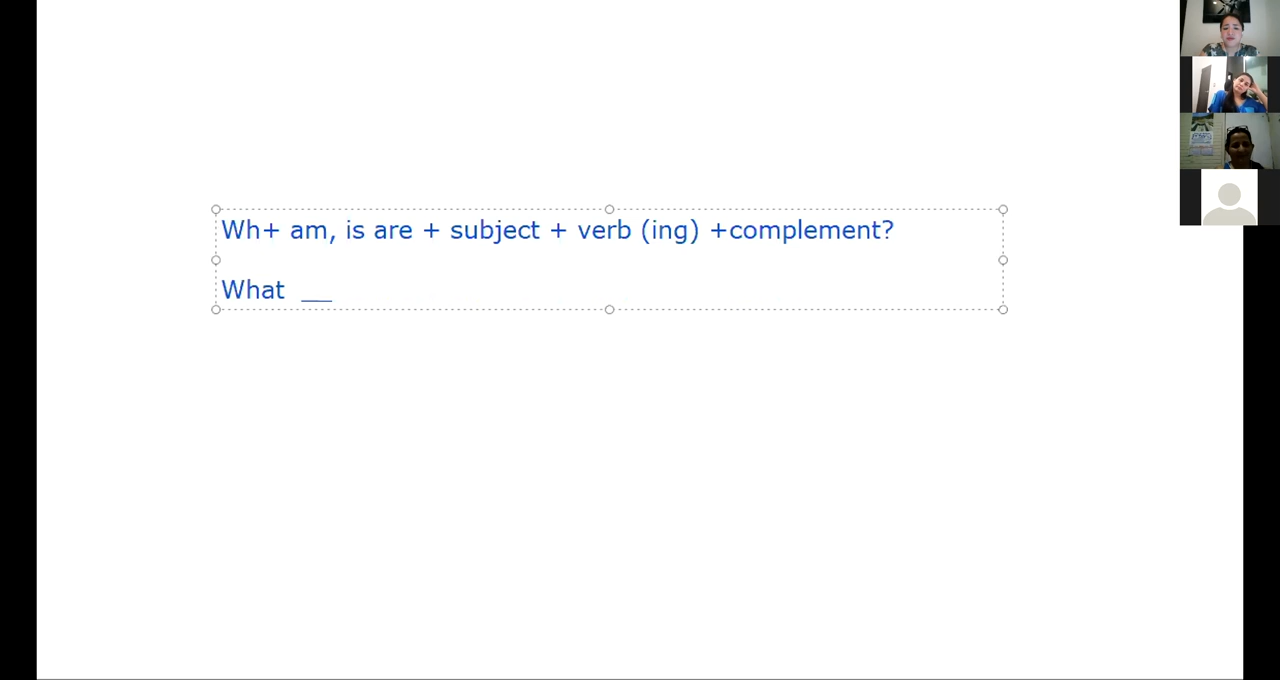 Wh+ am, is are + subject + verb (ing) +complement?
What __